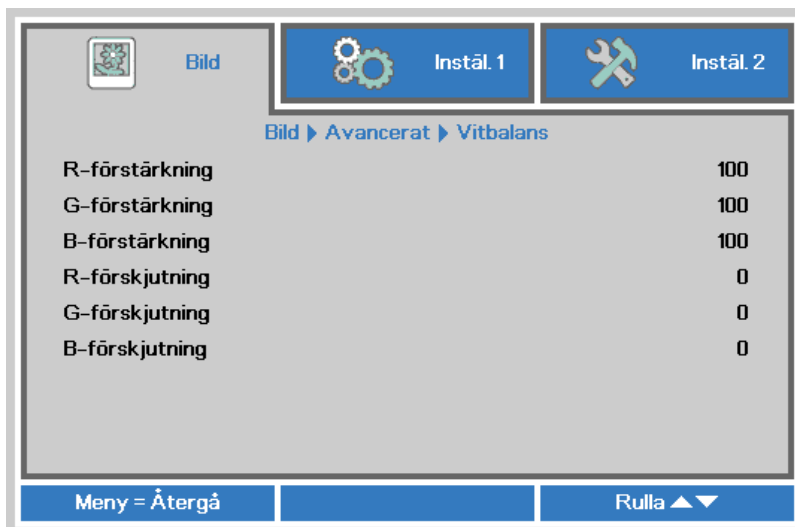 Bild
Instäl. 1
Instäl. 2
Bild Avancerat Vitbalans
R-förstärkning 100
G-förstärkning 100
B-förstärkning 100
R-förskjutning 0
G-förskjutning 0
B-förskjutning 0
Meny = Återgå
Rulla